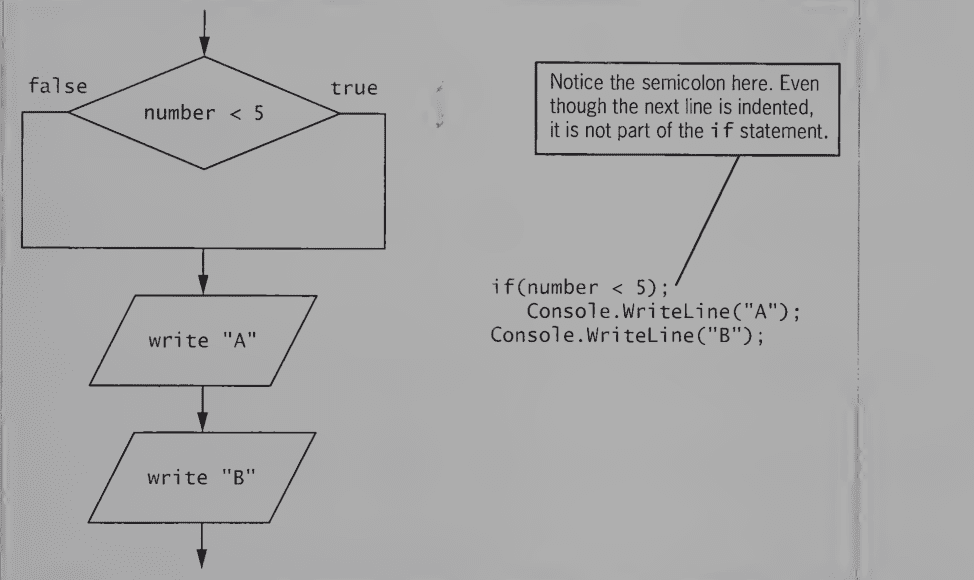 false
true
number < 5
write "A"
write "B"
Notice the semicolon here. Even
though the next line is indented,
it is not part of the if statement.
if(number < 5);
Console.WriteLine("A");
Console.WriteLine("B");